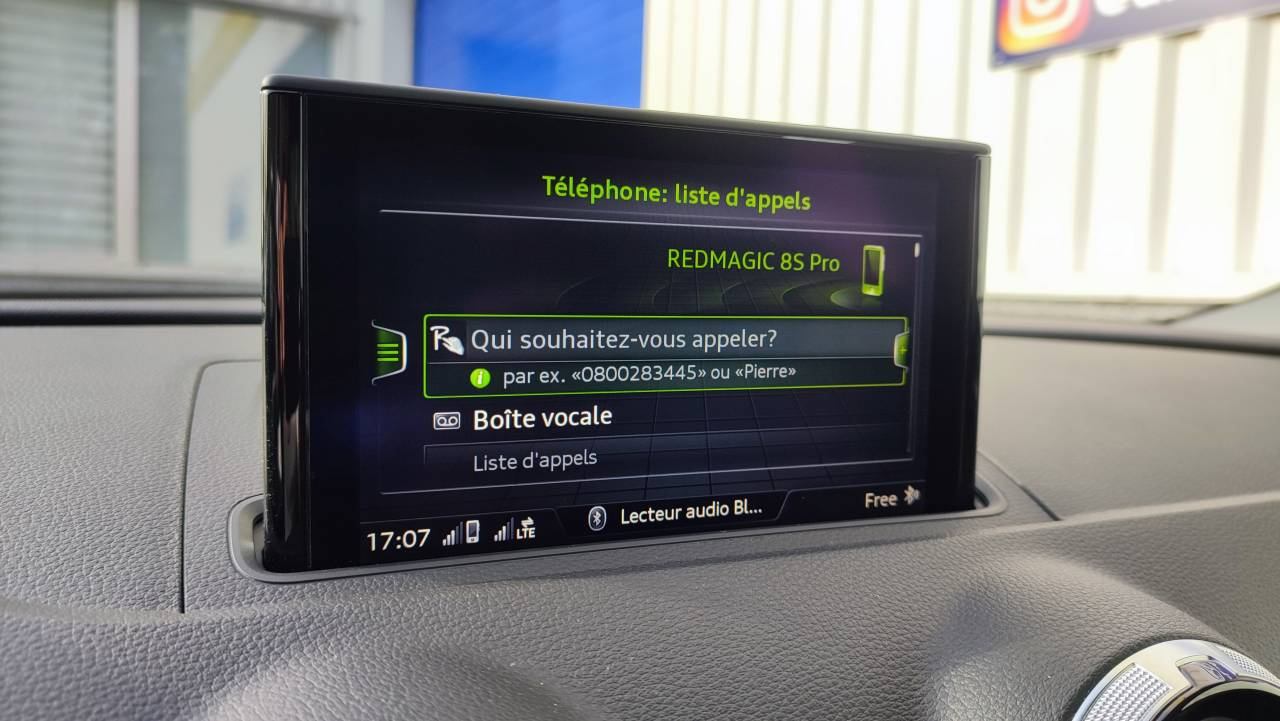 Téléphone: liste d'appels
REDMAGIC 8S Pro
Qui souhaitez-vous appeler?
par ex. «0800283445» ou «Pierre»
Boîte vocale
Liste d'appels
17:07 LTE Lecteur audio Bl... Free